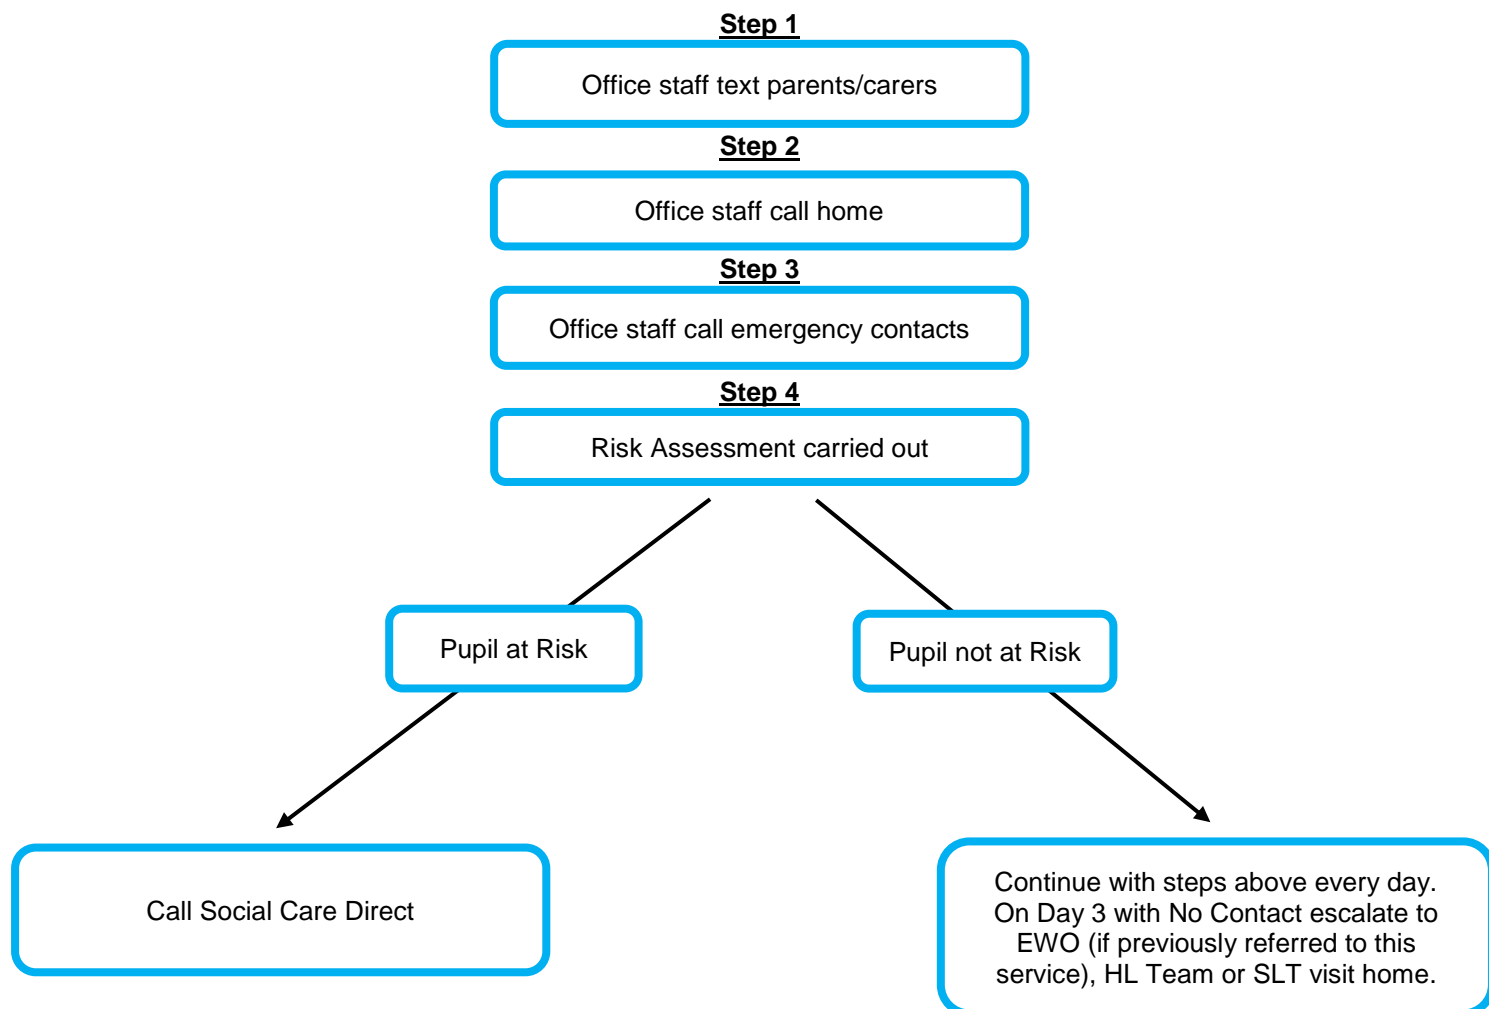 Step 1
Office staff text parents/carers
Step 2
Office staff call home
Step 3
Office staff call emergency contacts
Step 4
Risk Assessment carried out
Pupil at Risk
Pupil not at Risk
Call Social Care Direct
Continue with steps above every day.
On Day 3 with No Contact escalate to
EWO (if previously referred to this
service), HL Team or SLT visit home.